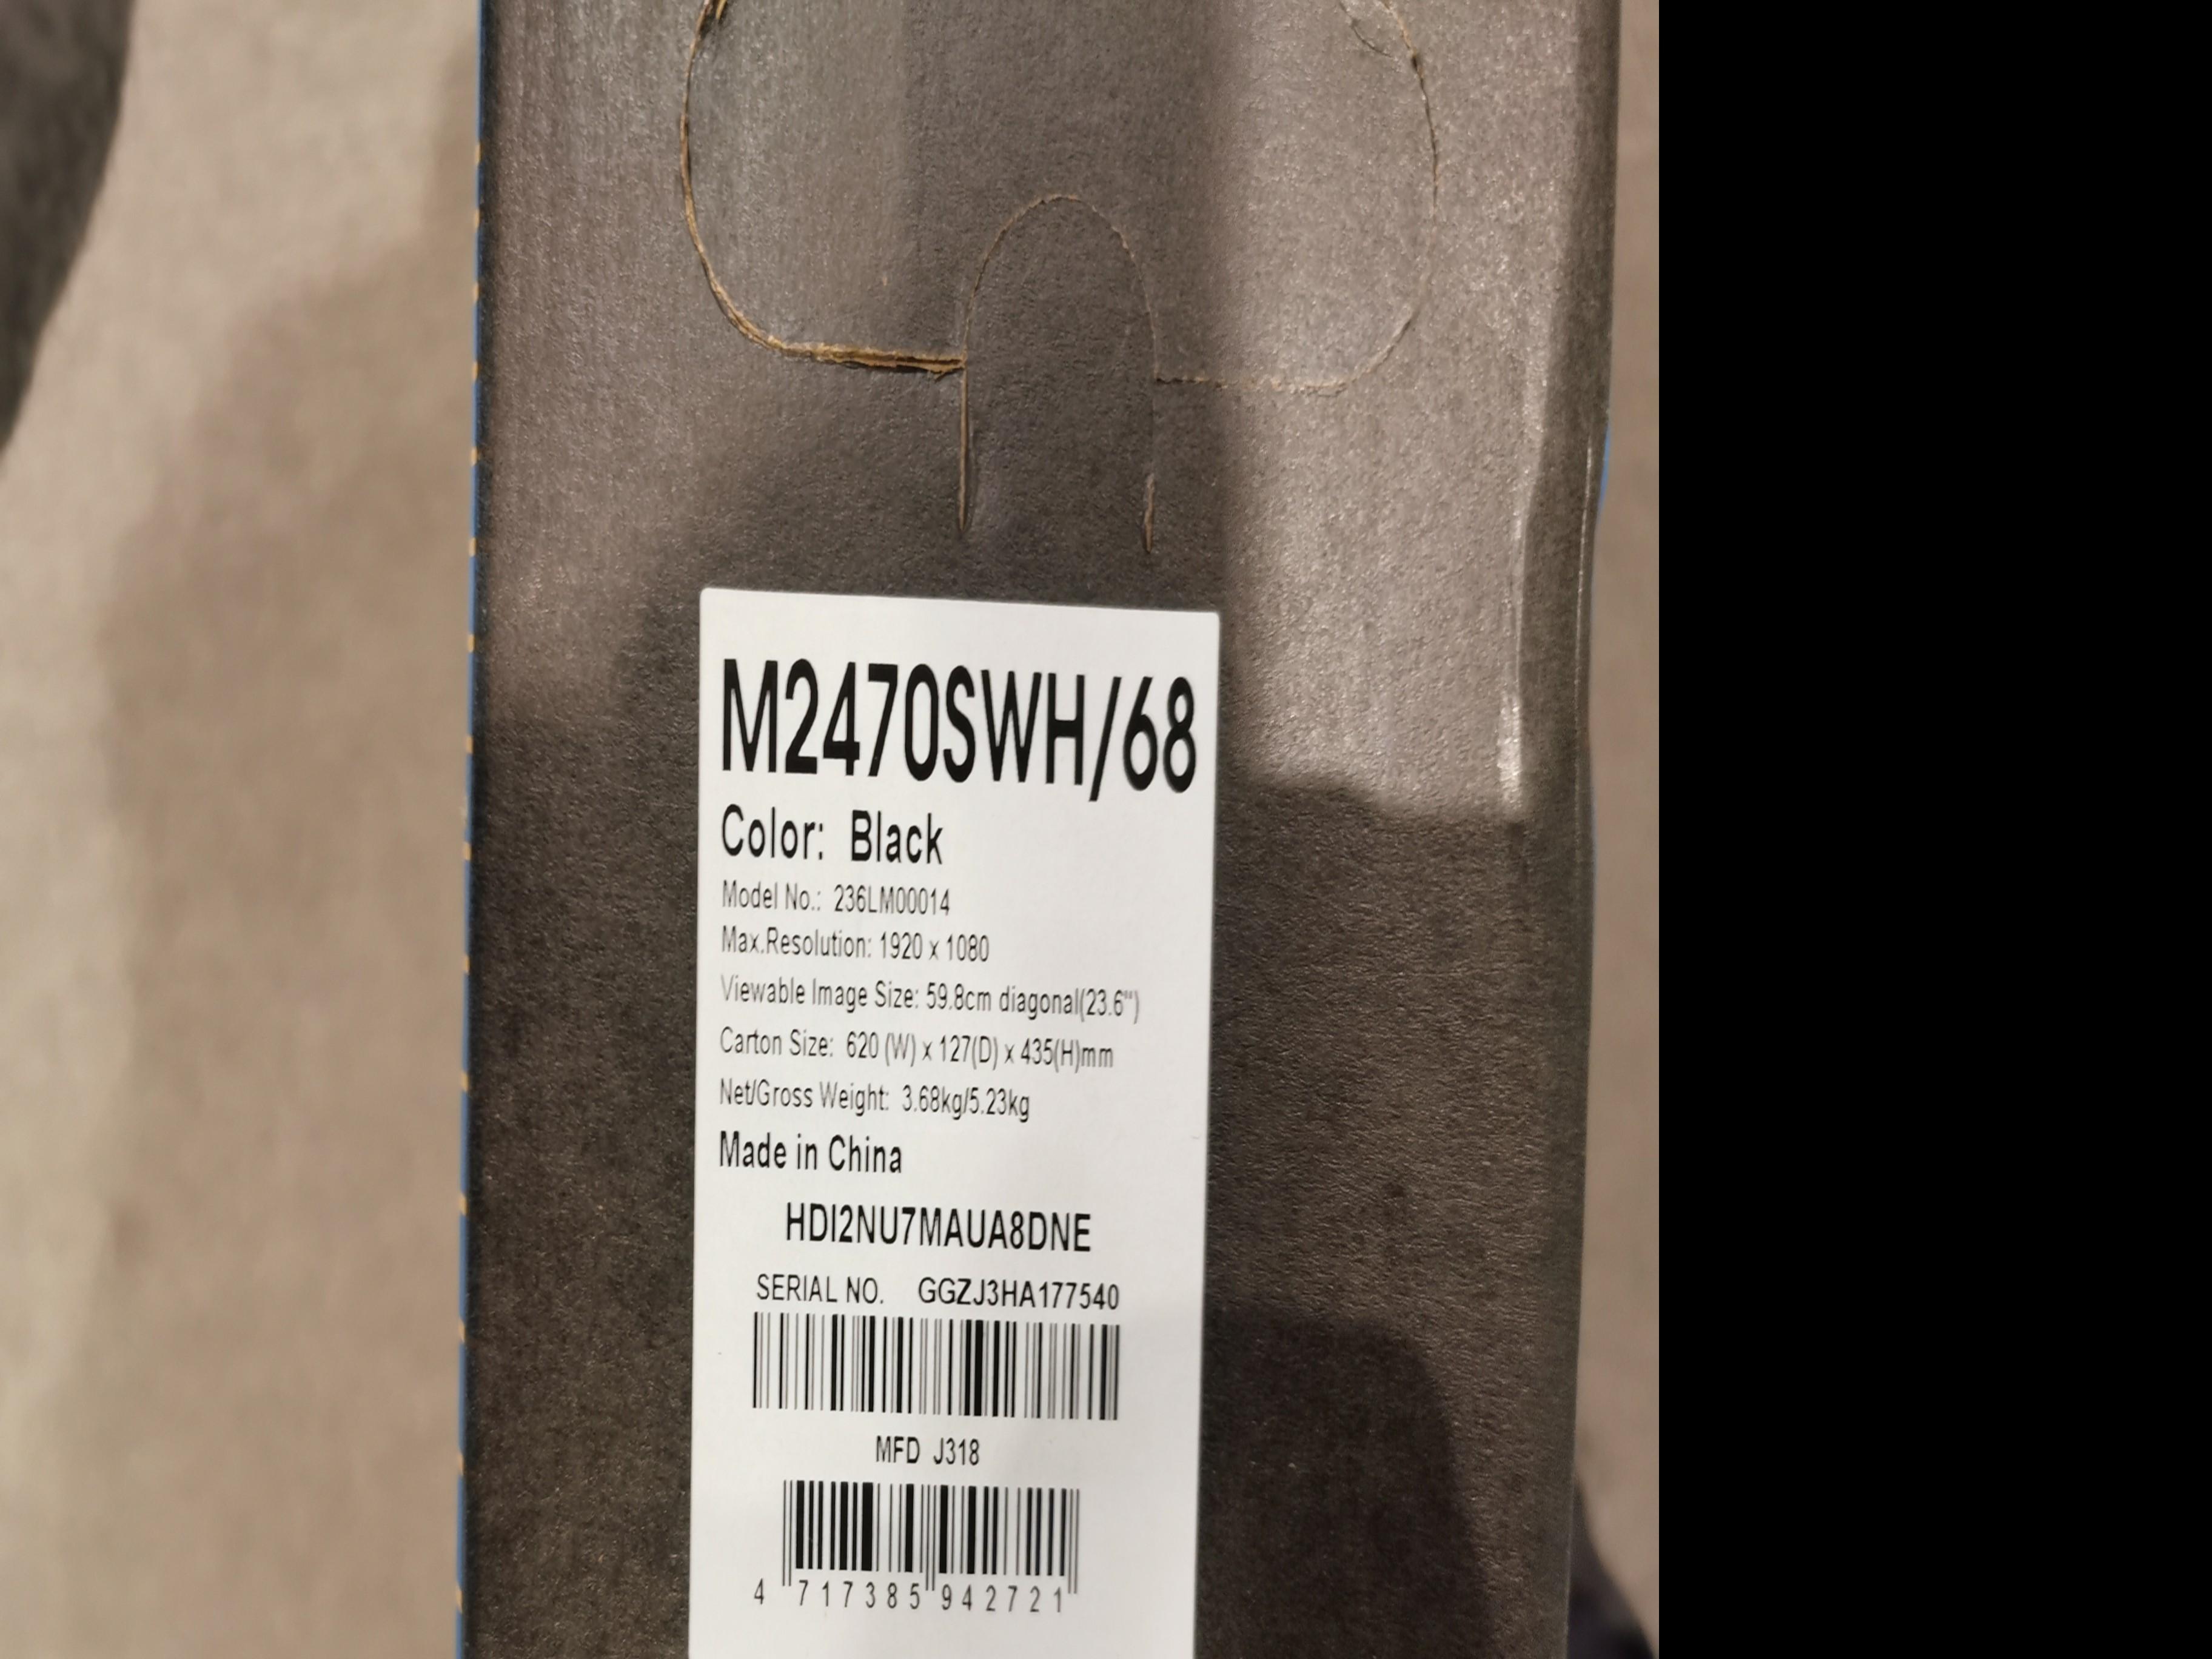 M2470SWH/68
Color: Black
Model No.: 236LM00014
Max.Resolution: 1920 x 1080
Viewable Image Size: 59.8cm diagonal(23.6")
Carton Size: 620 (W) x 127(D) x 435(H)mm
Net/Gross Weight: 3.68kg/5.23kg
Made in China
HDI2NU7MAUA8DNE
SERIAL NO. GGZJ3HA177540
MFD J318
4 717385 942721